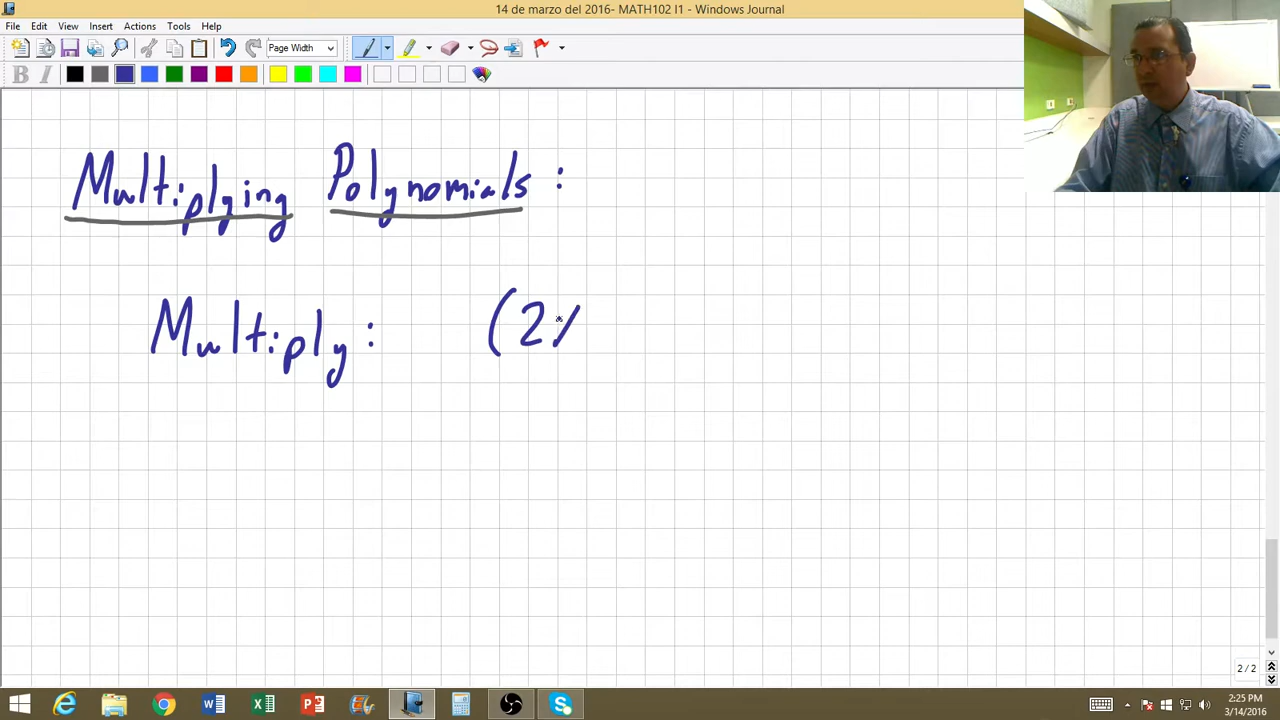 14 de marzo del 2016- MATH102 I1 - Windows Journal
File Edit View Insert Actions Tools Help
Page Width
B I
Multiplying Polynomials :
Multiply : (2
2 / 2
2:25 PM
3/14/2016